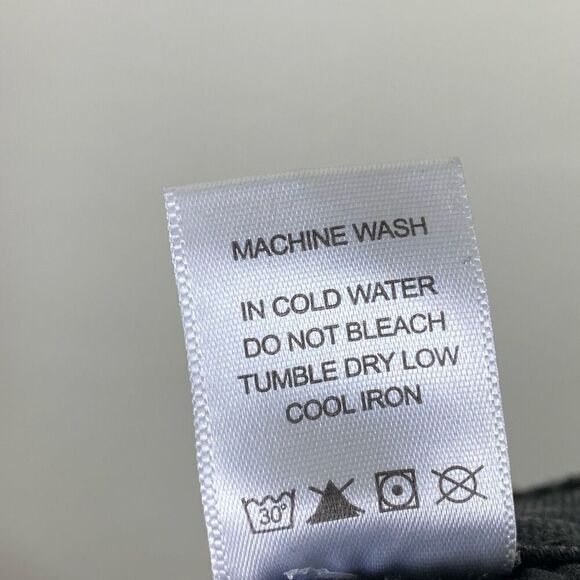 MACHINE WASH
IN COLD WATER
DO NOT BLEACH
TUMBLE DRY LOW
COOL IRON
30°